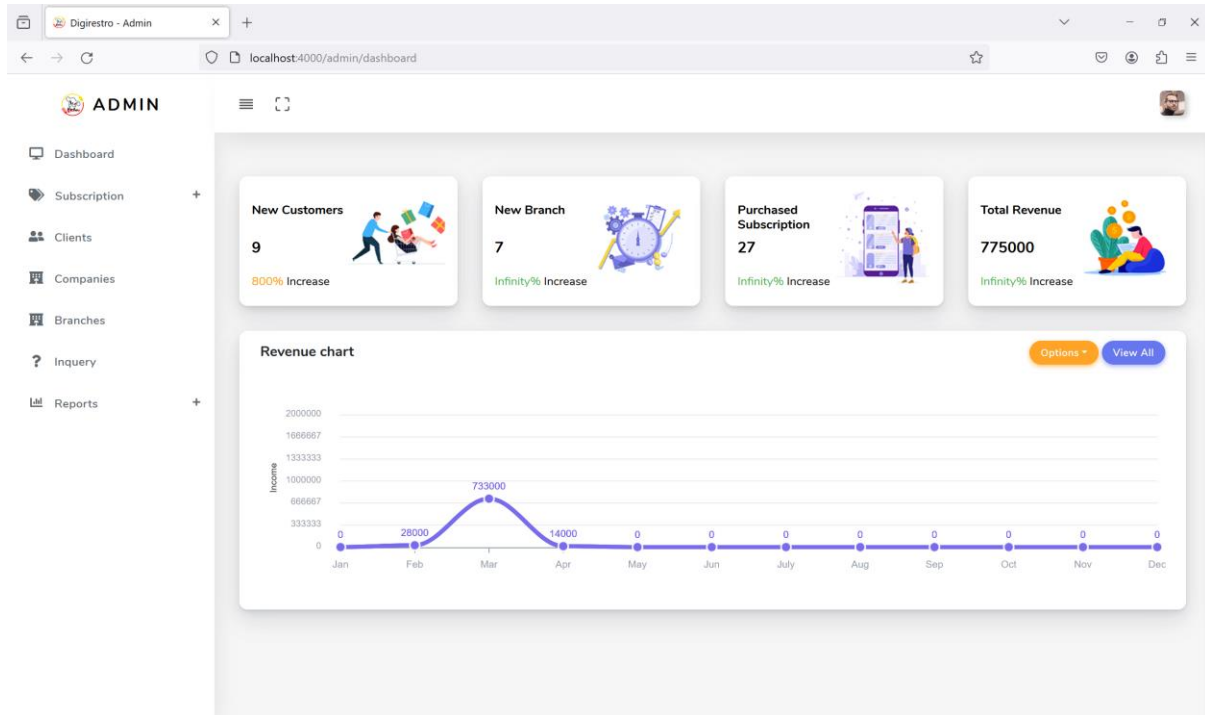 Digirestro - Admin
localhost:4000/admin/dashboard
ADMIN
Dashboard
Subscription
Clients
Companies
Branches
Inquery
Reports
New Customers
9
800% Increase
New Branch
7
Infinity% Increase
Purchased
Subscription
27
Infinity% Increase
Total Revenue
775000
Infinity% Increase
Revenue chart
Options
View All
Income
2000000
1666667
1333333
1000000
666667
333333
0
0
28000
733000
14000
0
0
0
0
0
0
0
0
Jan
Feb
Mar
Apr
May
Jun
July
Aug
Sep
Oct
Nov
Dec